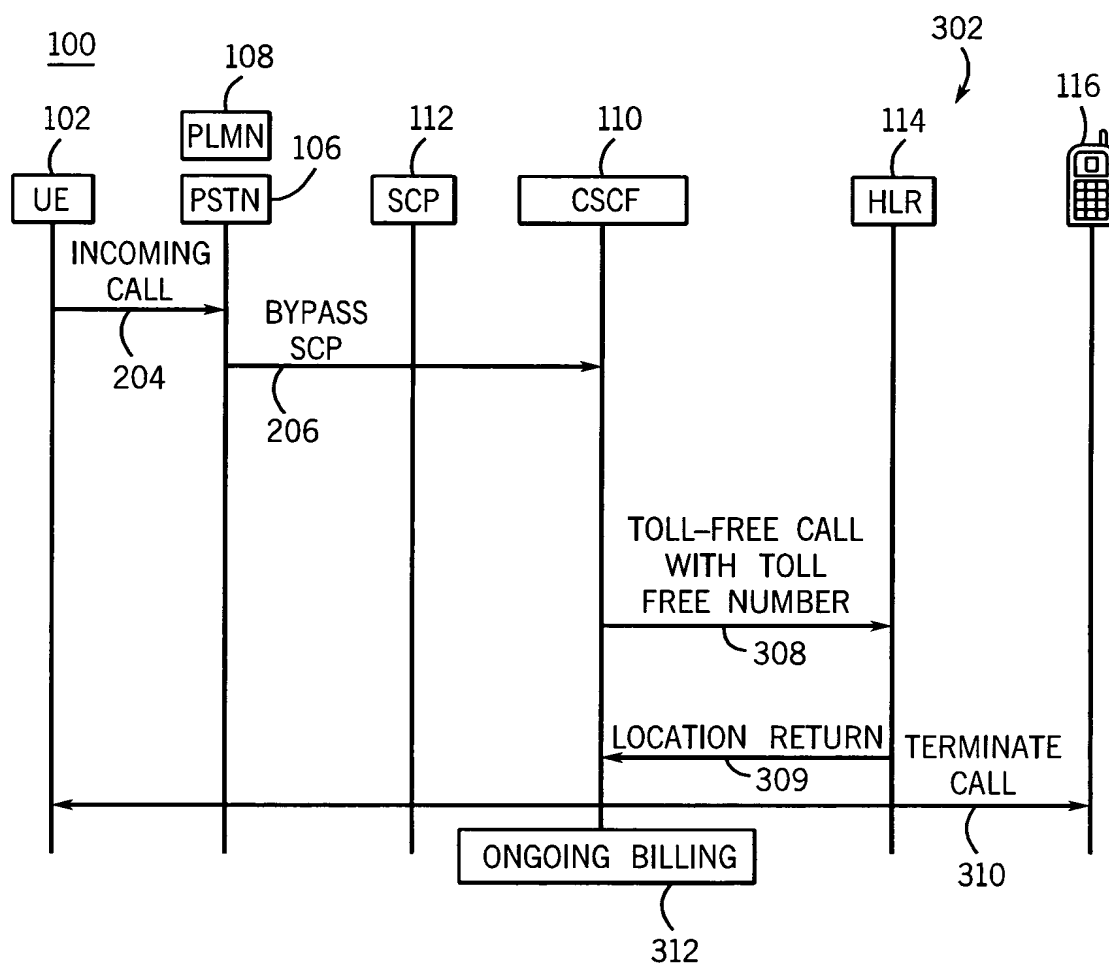 100
302
108
116
102
PLMN
112
110
114
106
UE
PSTN
SCP
CSCF
HLR
INCOMING
CALL
BYPASS
SCP
204
206
TOLL–FREE CALL
WITH TOLL
FREE NUMBER
308
LOCATION RETURN
TERMINATE
CALL
309
310
ONGOING BILLING
312